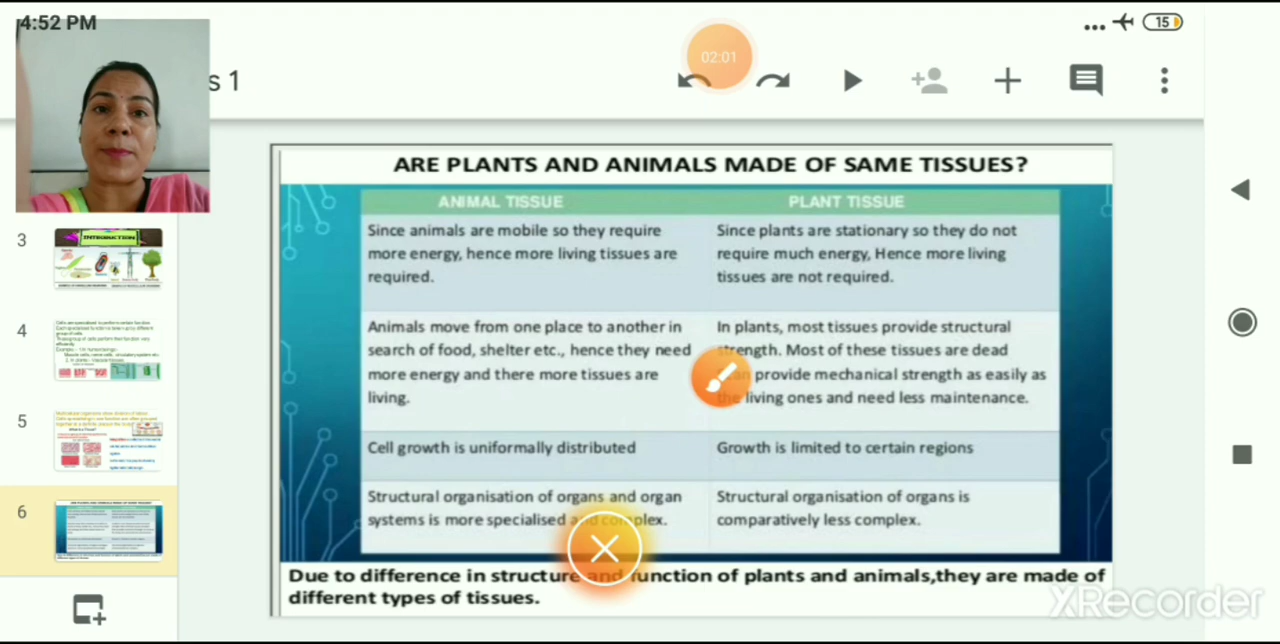 4:52 PM
15
02:01
s 1
ARE PLANTS AND ANIMALS MADE OF SAME TISSUES?
ANIMAL TISSUE
PLANT TISSUE
Since animals are mobile so they require
more energy, hence more living tissues are
required.
Since plants are stationary so they do not
require much energy, Hence more living
tissues are not required.
Animals move from one place to another in
search of food, shelter etc., hence they need
more energy and there more tissues are
living.
In plants, most tissues provide structural
strength. Most of these tissues are dead
provide mechanical strength as easily as
living ones and need less maintenance.
Cell growth is uniformally distributed
Growth is limited to certain regions
Structural organisation of organs and organ
systems is more specialised and complex.
Structural organisation of organs is
comparatively less complex.
Due to difference in structure and function of plants and animals,they are made of
different types of tissues.
3
INTRODUCTION
4
5
6
XRecorder